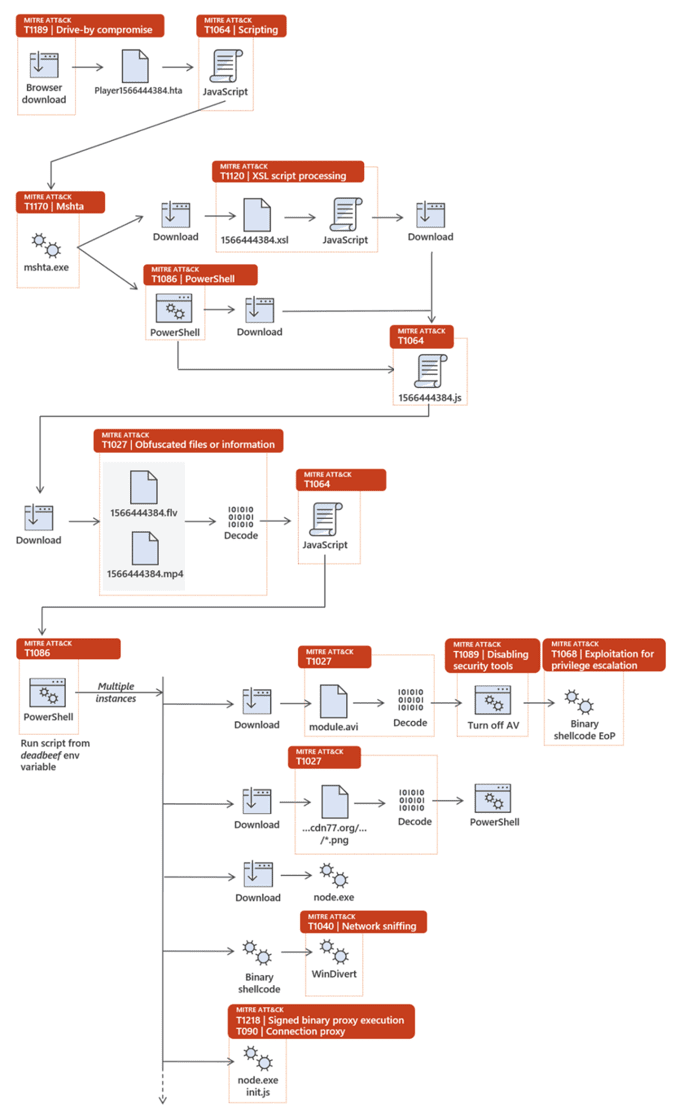 MITRE ATT&CK
T1189 | Drive-by compromise
MITRE ATT&CK
T1064 | Scripting
Browser
download
Player1566444384.hta
JavaScript
MITRE ATT&CK
T1170 | Mshta
mshta.exe
Download
MITRE ATT&CK
T1120 | XSL script processing
1566444384.xsl
JavaScript
Download
MITRE ATT&CK
T1086 | PowerShell
PowerShell
Download
MITRE ATT&CK
T1064
1566444384.js
Download
MITRE ATT&CK
T1027 | Obfuscated files or information
1566444384.flv
1566444384.mp4
101010
010101
101010
Decode
MITRE ATT&CK
T1064
JavaScript
MITRE ATT&CK
T1086
PowerShell
Run script from
deadbeef env
variable
Multiple
instances
Download
MITRE ATT&CK
T1027
module.avi
101010
010101
101010
Decode
MITRE ATT&CK
T1089 | Disabling
security tools
Turn off AV
MITRE ATT&CK
T1068 | Exploitation for
privilege escalation
Binary
shellcode EoP
Download
MITRE ATT&CK
T1027
...cdn77.org/...
/*.png
101010
010101
101010
Decode
PowerShell
Download
node.exe
Binary
shellcode
MITRE ATT&CK
T1040 | Network sniffing
WinDivert
MITRE ATT&CK
T1218 | Signed binary proxy execution
T090 | Connection proxy
node.exe
init.js